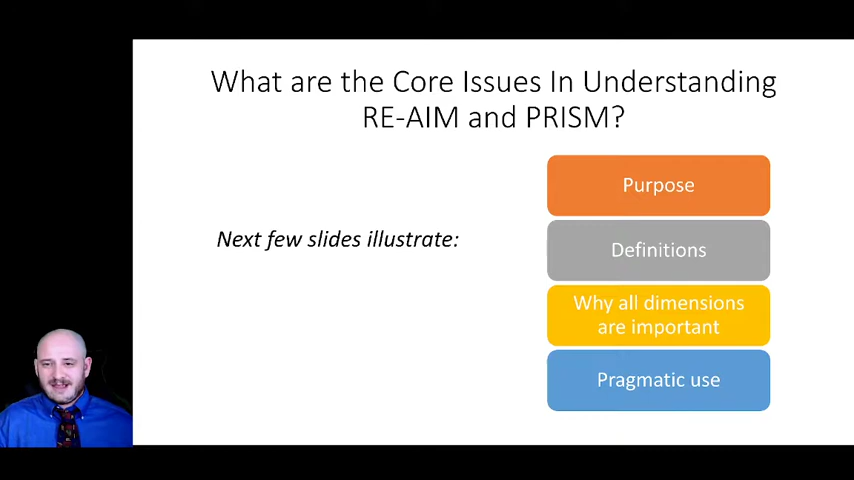 What are the Core Issues In Understanding
RE-AIM and PRISM?
Next few slides illustrate:
Purpose
Definitions
Why all dimensions
are important
Pragmatic use